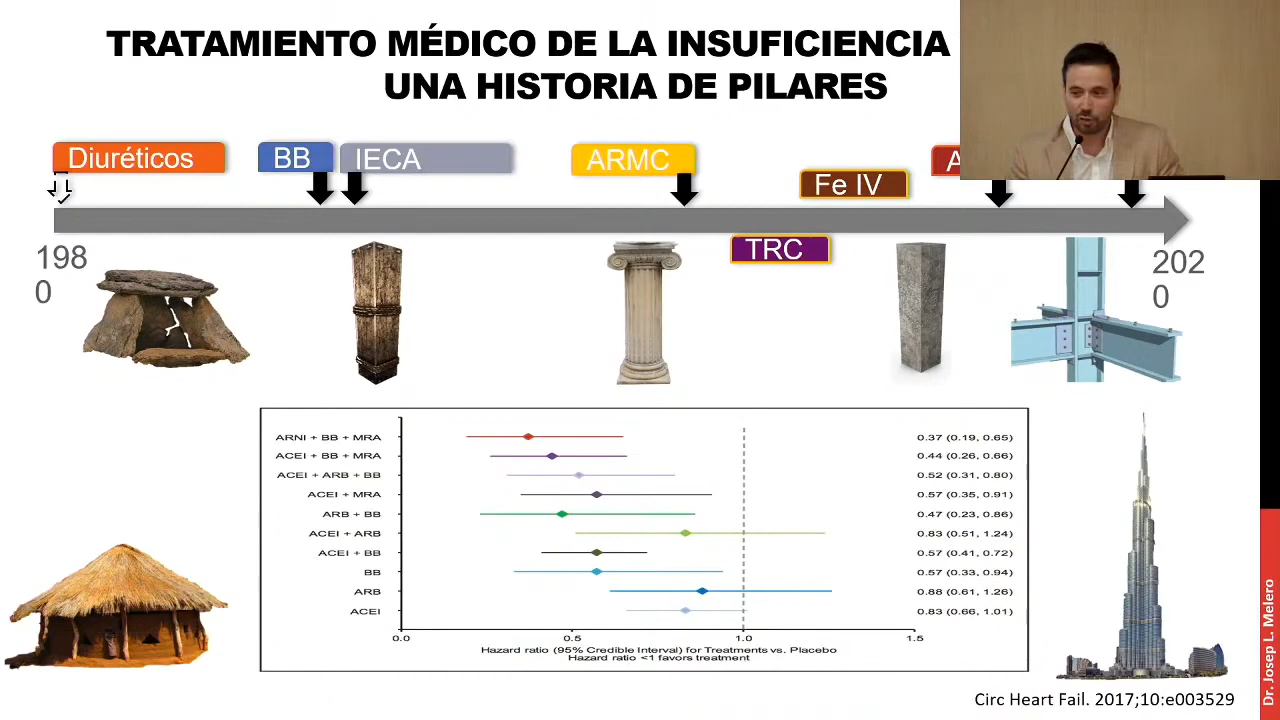 TRATAMIENTO MÉDICO DE LA INSUFICIENCIA
UNA HISTORIA DE PILARES
Diuréticos
BB
IECA
ARMC
Fe IV
A
TRC
198
0
202
0
ARNI + BB + MRA 0.37 (0.19, 0.65)
ACEI + BB + MRA 0.44 (0.26, 0.66)
ACEI + ARB + BB 0.52 (0.31, 0.80)
ACEI + MRA 0.57 (0.35, 0.91)
ARB + BB 0.47 (0.23, 0.86)
ACEI + ARB 0.83 (0.51, 1.24)
ACEI + BB 0.57 (0.41, 0.72)
BB 0.57 (0.33, 0.94)
ARB 0.88 (0.61, 1.26)
ACEI 0.83 (0.66, 1.01)
0.0 0.5 1.0 1.5
Hazard ratio (95% Credible Interval) for Treatments vs. Placebo
Hazard ratio <1 favors treatment
Circ Heart Fail. 2017;10:e003529
Dr. Josep L. Melero